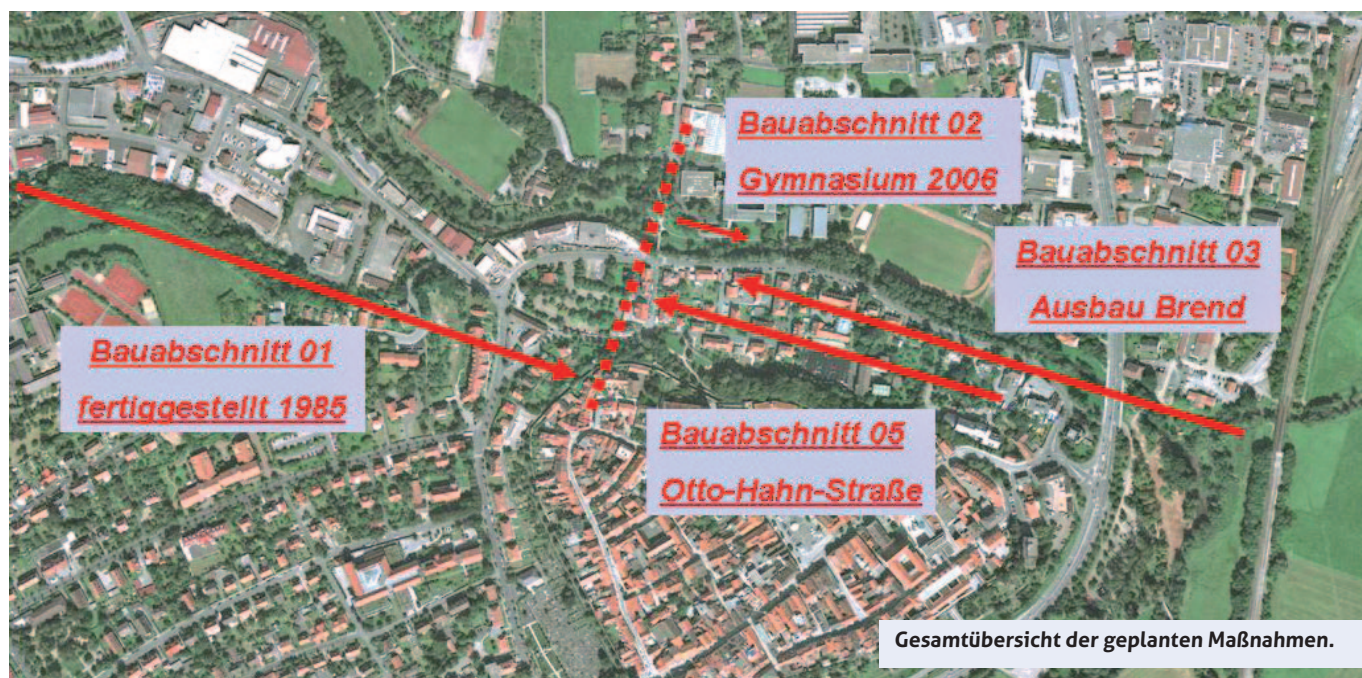 Bauabschnitt 02
Gymnasium 2006
Bauabschnitt 03
Ausbau Brend
Bauabschnitt 01
fertiggestellt 1985
Bauabschnitt 05
Otto-Hahn-Straße
Gesamtübersicht der geplanten Maßnahmen.